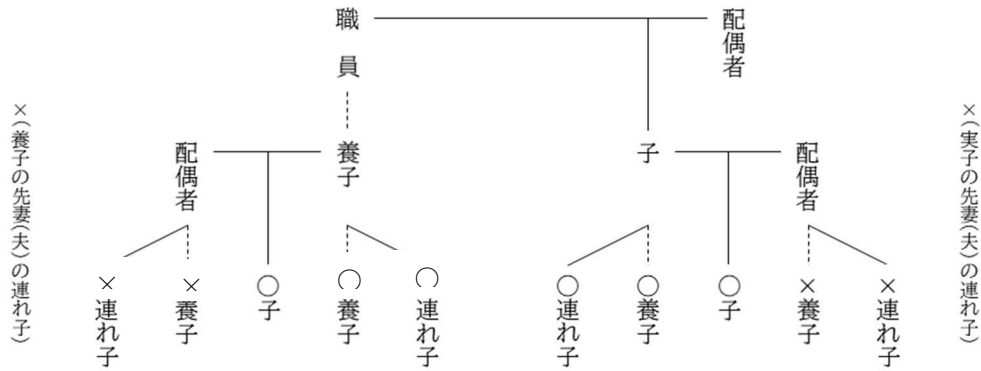 職員
配偶者
×(養子の先妻(夫)の連れ子)
配偶者
養子
子
配偶者
×(実子の先妻(夫)の連れ子)
×連れ子
×養子
○子
○養子
○連れ子
○連れ子
○養子
○子
×養子
×連れ子